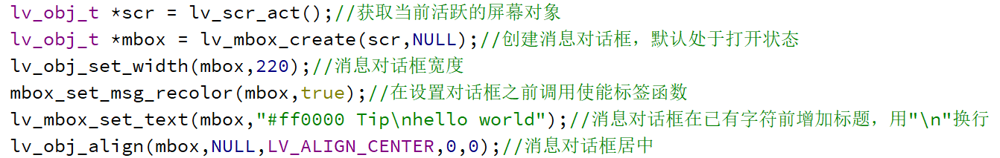 lv_obj_t *scr = lv_scr_act();//获取当前活跃的屏幕对象
lv_obj_t *mbox = lv_mbox_create(scr,NULL);//创建消息对话框，默认处于打开状态
lv_obj_set_width(mbox,220);//消息对话框宽度
mbox_set_msg_recolor(mbox,true);//在设置对话框之前调用使能标签函数
lv_mbox_set_text(mbox,"#ff0000 Tip\nhello world");//消息对话框在已有字符前增加标题，用"\n"换行
lv_obj_align(mbox,NULL,LV_ALIGN_CENTER,0,0);//消息对话框居中